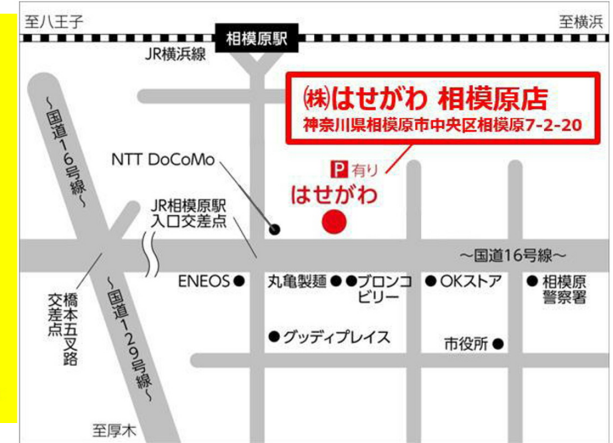 至八王子
至横浜
相模原駅
JR横浜線
㈱はせがわ 相模原店
神奈川県相模原市中央区相模原7-2-20
～国道16号線～
NTT DoCoMo
P有り
はせがわ
JR相模原駅
入口交差点
～国道16号線～
ENEOS
丸亀製麺
ブロンコ
ビリー
OKストア
相模原
警察署
橋本五叉路
交差点
～国道129号線～
グッディプレイス
市役所
至厚木